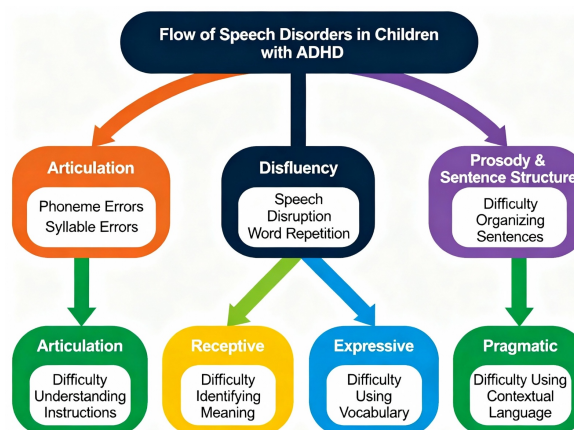 Flow of Speech Disorders in Children
with ADHD
Articulation
Phoneme Errors
Syllable Errors
Disfluency
Speech
Disruption
Word Repetition
Prosody &
Sentence Structure
Difficulty
Organizing
Sentences
Articulation
Difficulty
Understanding
Instructions
Receptive
Difficulty
Identifying
Meaning
Expressive
Difficulty
Using
Vocabulary
Pragmatic
Difficulty Using
Contextual
Language